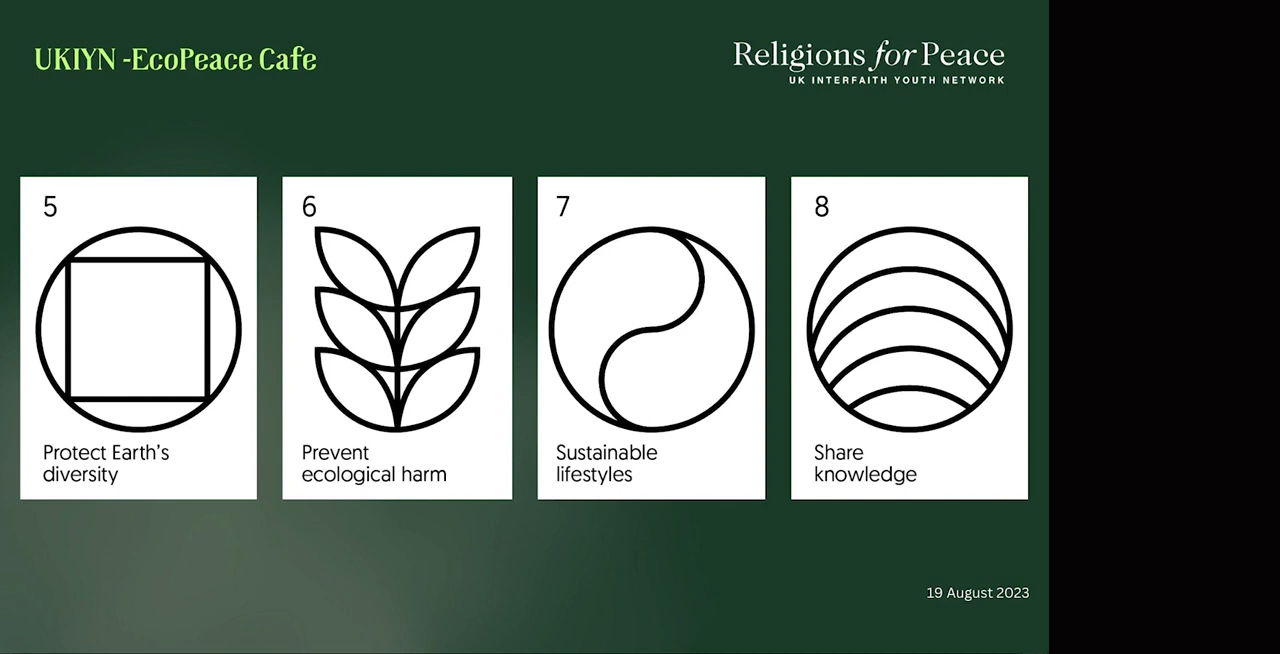 UKIYN -EcoPeace Cafe
Religions for Peace
UK INTERFAITH YOUTH NETWORK
5
Protect Earth's
diversity
6
Prevent
ecological harm
7
Sustainable
lifestyles
8
Share
knowledge
19 August 2023